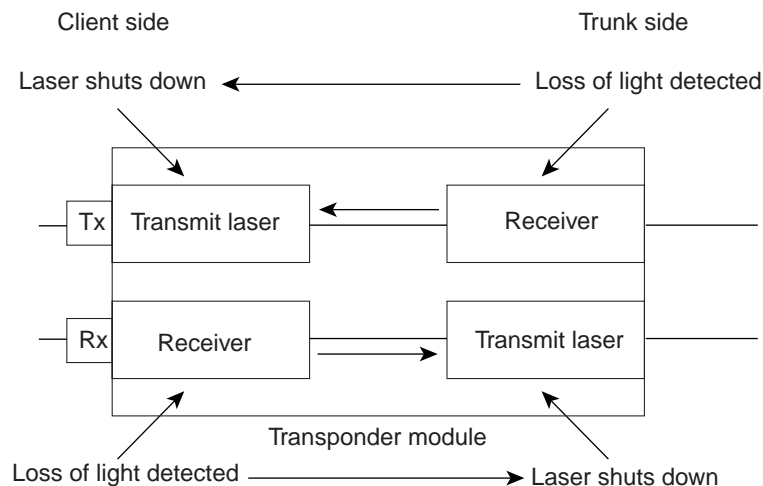 Client side
Trunk side
Laser shuts down
Loss of light detected
Tx
Transmit laser
Receiver
Rx
Receiver
Transmit laser
Transponder module
Loss of light detected
Laser shuts down